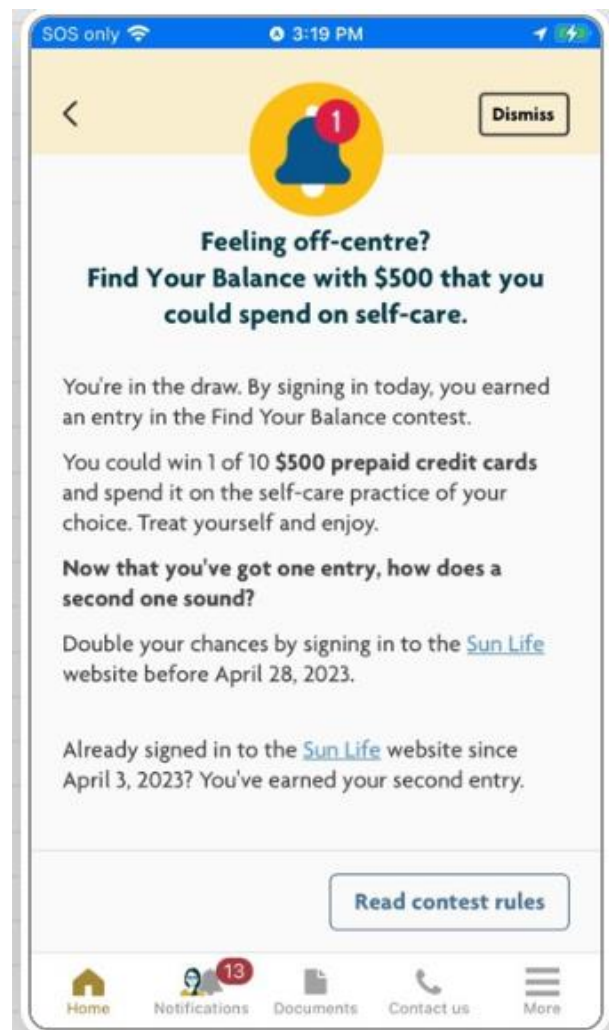 SOS only 3:19 PM
1
Dismiss
Feeling off-centre?
Find Your Balance with $500 that you
could spend on self-care.
You're in the draw. By signing in today, you earned
an entry in the Find Your Balance contest.
You could win 1 of 10 $500 prepaid credit cards
and spend it on the self-care practice of your
choice. Treat yourself and enjoy.
Now that you've got one entry, how does a
second one sound?
Double your chances by signing in to the Sun Life
website before April 28, 2023.
Already signed in to the Sun Life website since
April 3, 2023? You've earned your second entry.
Read contest rules
13
Home Notifications Documents Contact us More